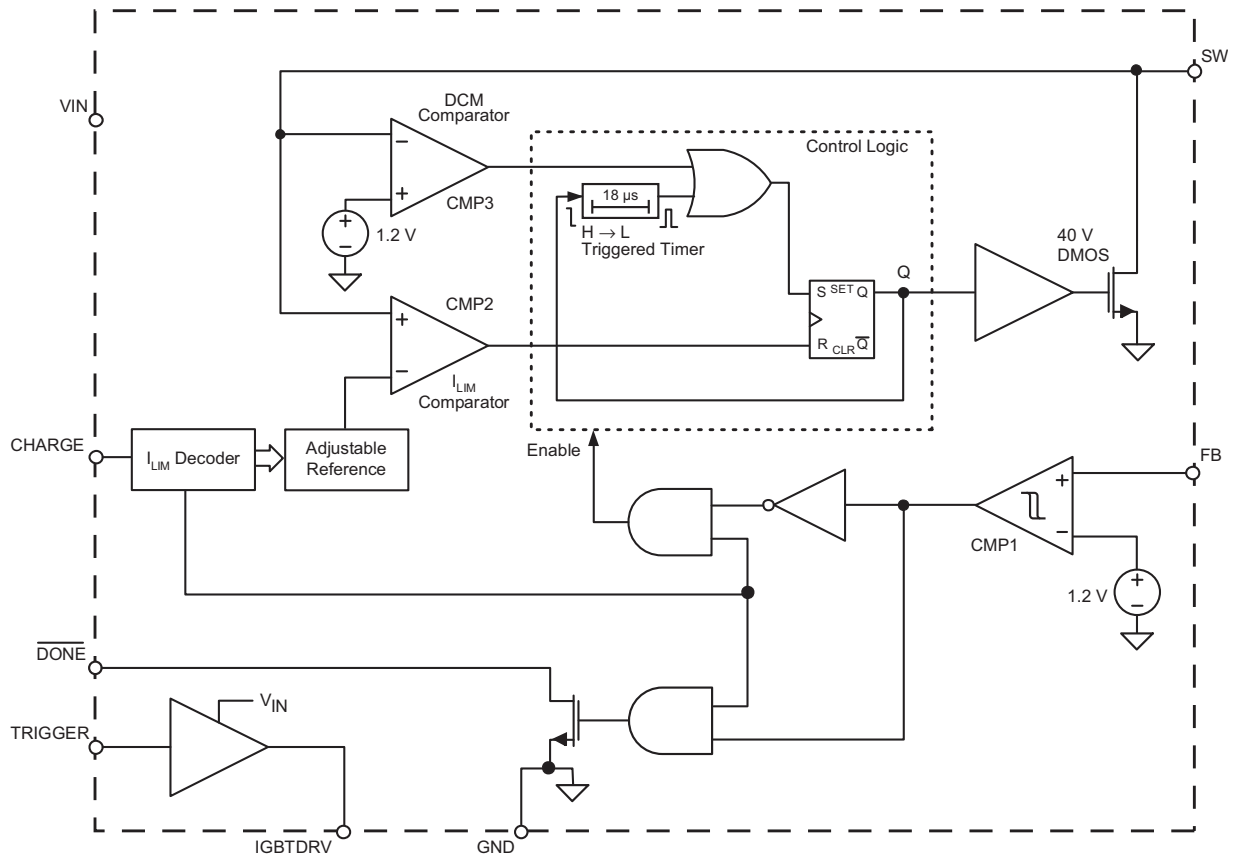 SW
VIN
DCM
Comparator
−
+
CMP3
+
−
1.2 V
Control Logic
18 μs
H → L
Triggered Timer
40 V
DMOS
Q
S SET Q
R CLR Q̅
CMP2
+
−
I_LIM
Comparator
CHARGE
I_LIM Decoder
Adjustable
Reference
Enable
FB
+
−
CMP1
1.2 V
+
−
D̅O̅N̅E̅
TRIGGER
V_IN
IGBTDRV
GND